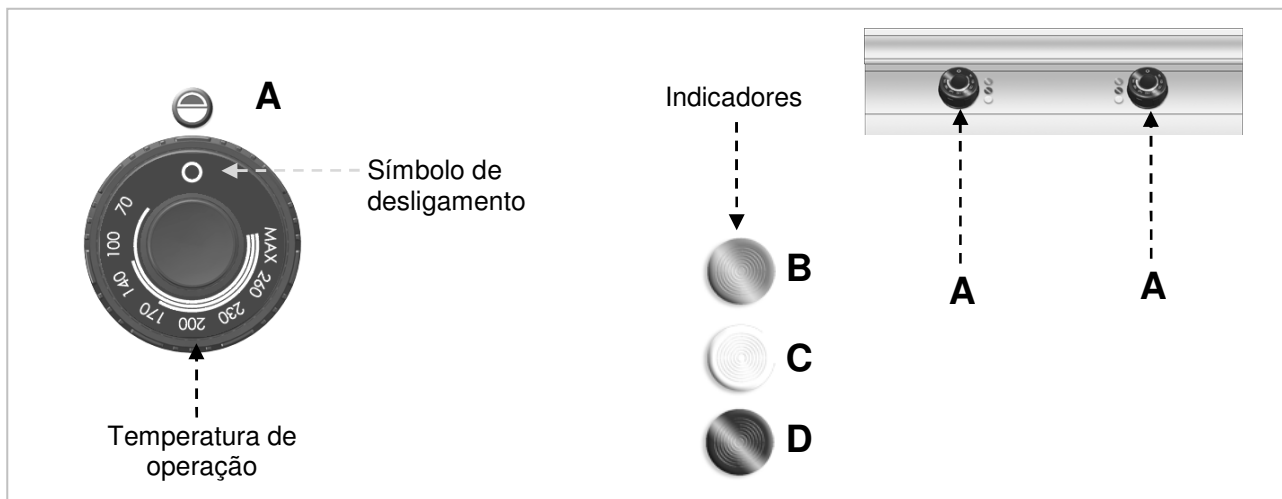 A
Símbolo de
desligamento
70
100
140
170
200
230
260
MAX
Temperatura de
operação
Indicadores
B
C
D
A
A